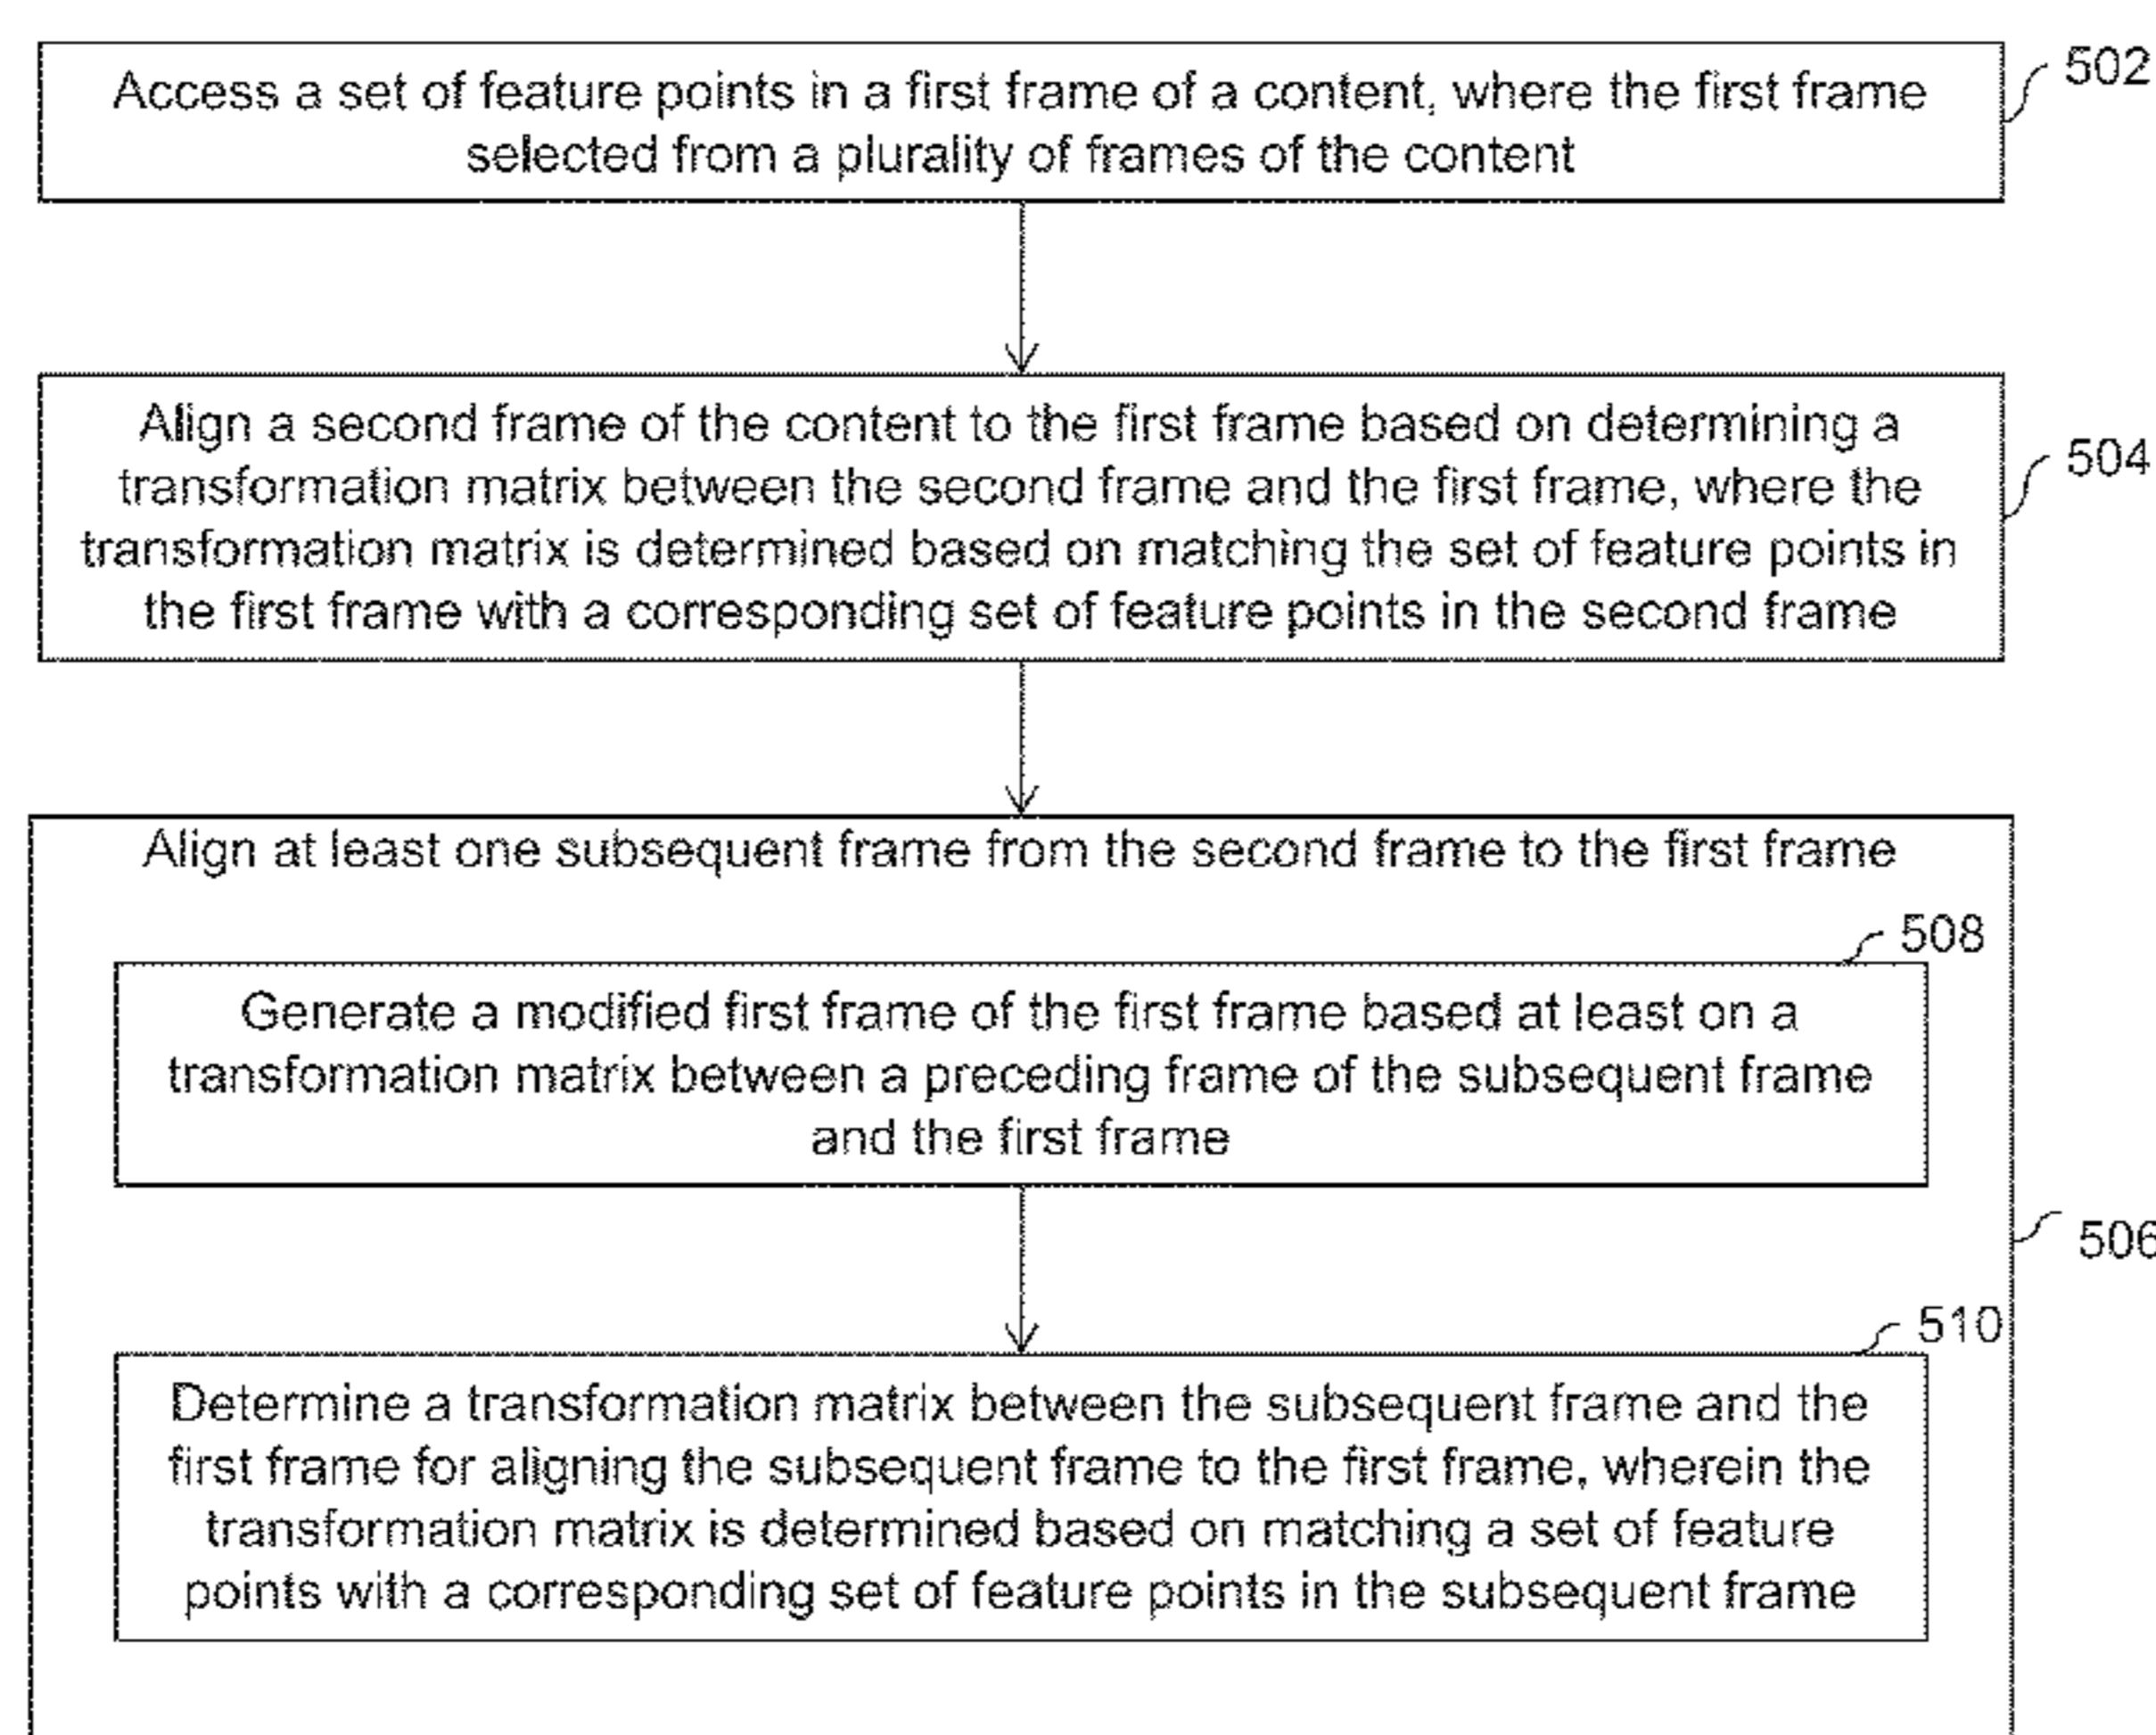 Access a set of feature points in a first frame of a content, where the first frame
selected from a plurality of frames of the content
502
Align a second frame of the content to the first frame based on determining a
transformation matrix between the second frame and the first frame, where the
transformation matrix is determined based on matching the set of feature points in
the first frame with a corresponding set of feature points in the second frame
504
Align at least one subsequent frame from the second frame to the first frame
508
Generate a modified first frame of the first frame based at least on a
transformation matrix between a preceding frame of the subsequent frame
and the first frame
506
510
Determine a transformation matrix between the subsequent frame and the
first frame for aligning the subsequent frame to the first frame, wherein the
transformation matrix is determined based on matching a set of feature
points with a corresponding set of feature points in the subsequent frame